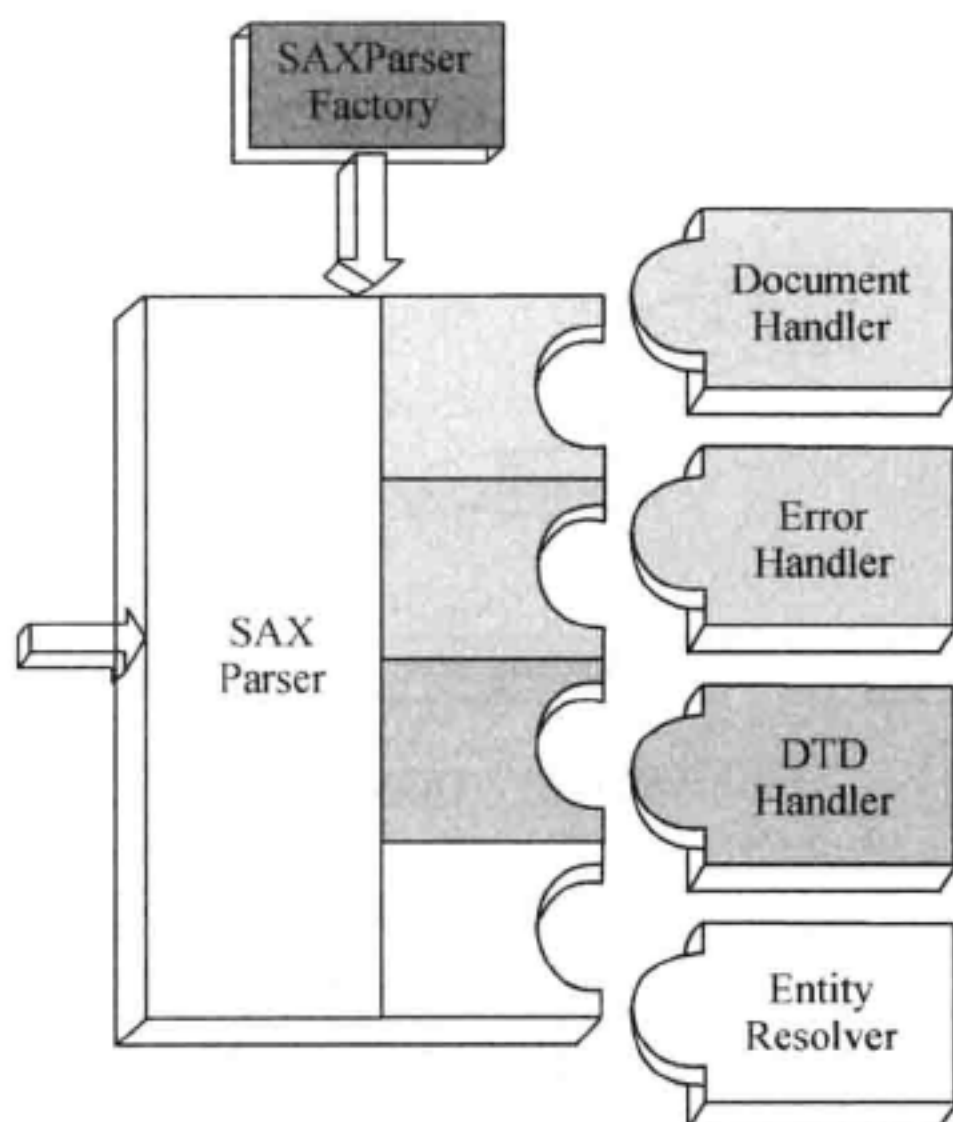 SAXParser
Factory
Document
Handler
Error
Handler
SAX
Parser
DTD
Handler
Entity
Resolver